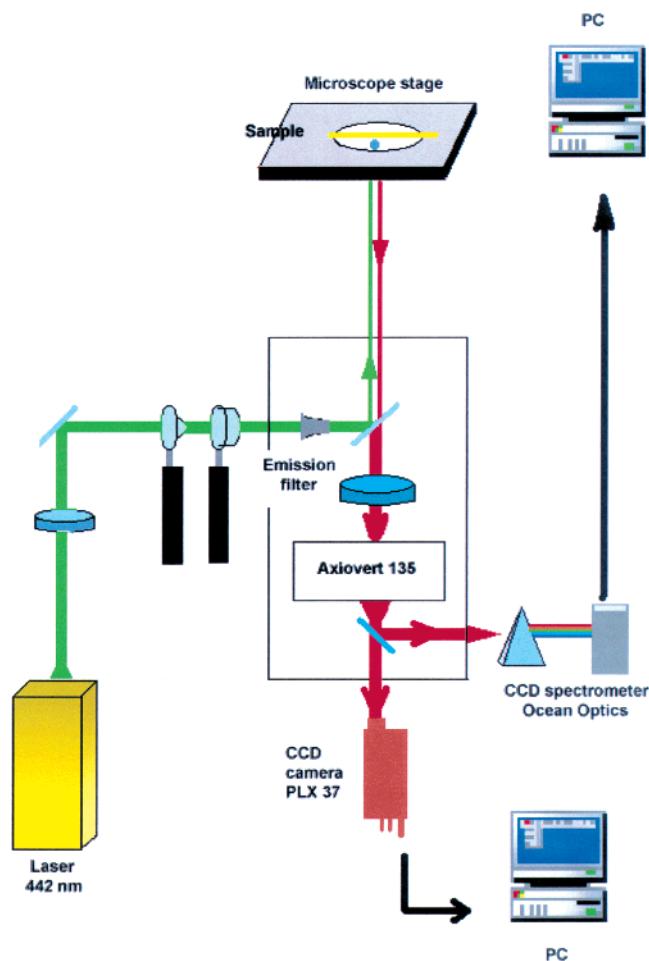 PC
Microscope stage
Sample
Emission
filter
Axiovert 135
CCD spectrometer
Ocean Optics
CCD
camera
PLX 37
Laser
442 nm
PC